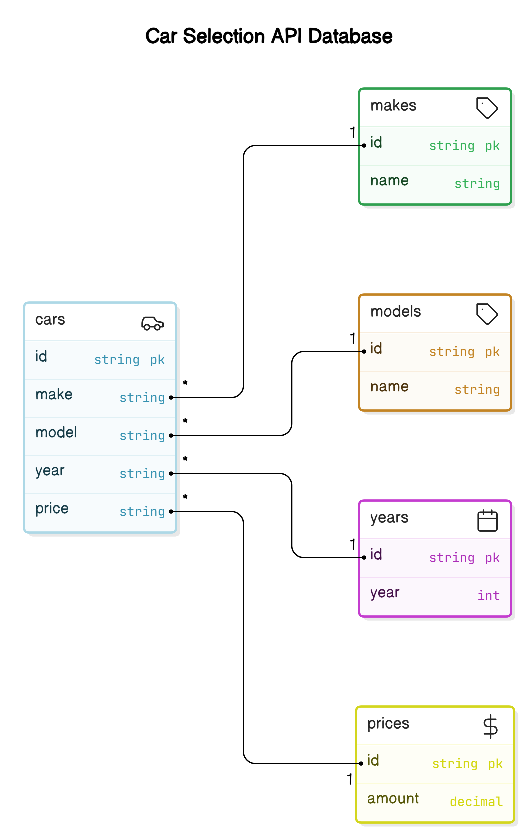 Car Selection API Database
makes
1
id string pk
name string
models
1
id string pk
name string
cars
id string pk
*
make string
*
model string
*
year string
*
price string
years
1
id string pk
year int
prices
id string pk
1
amount decimal